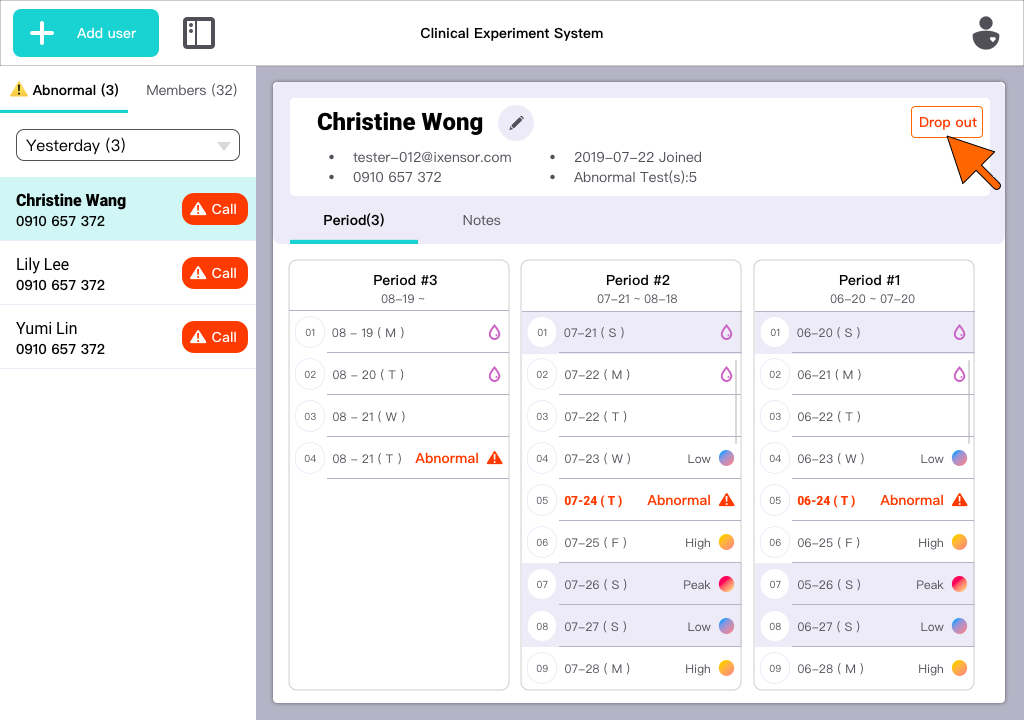 Add user
Clinical Experiment System
Abnormal (3)
Members (32)
Yesterday (3)
Christine Wang
0910 657 372
Call
Lily Lee
0910 657 372
Call
Yumi Lin
0910 657 372
Call
Christine Wong
Drop out
• tester-012@ixensor.com
• 2019-07-22 Joined
• 0910 657 372
• Abnormal Test(s):5
Period(3)
Notes
Period #3
08-19 ~
01 08 - 19 ( M )
02 08 - 20 ( T )
03 08 - 21 ( W )
04 08 - 21 ( T ) Abnormal
Period #2
07-21 ~ 08-18
01 07-21 ( S )
02 07-22 ( M )
03 07-22 ( T )
04 07-23 ( W ) Low
05 07-24 ( T ) Abnormal
06 07-25 ( F ) High
07 07-26 ( S ) Peak
08 07-27 ( S ) Low
09 07-28 ( M ) High
Period #1
06-20 ~ 07-20
01 06-20 ( S )
02 06-21 ( M )
03 06-22 ( T )
04 06-23 ( W ) Low
05 06-24 ( T ) Abnormal
06 06-25 ( F ) High
07 05-26 ( S ) Peak
08 06-27 ( S ) Low
09 06-28 ( M ) High